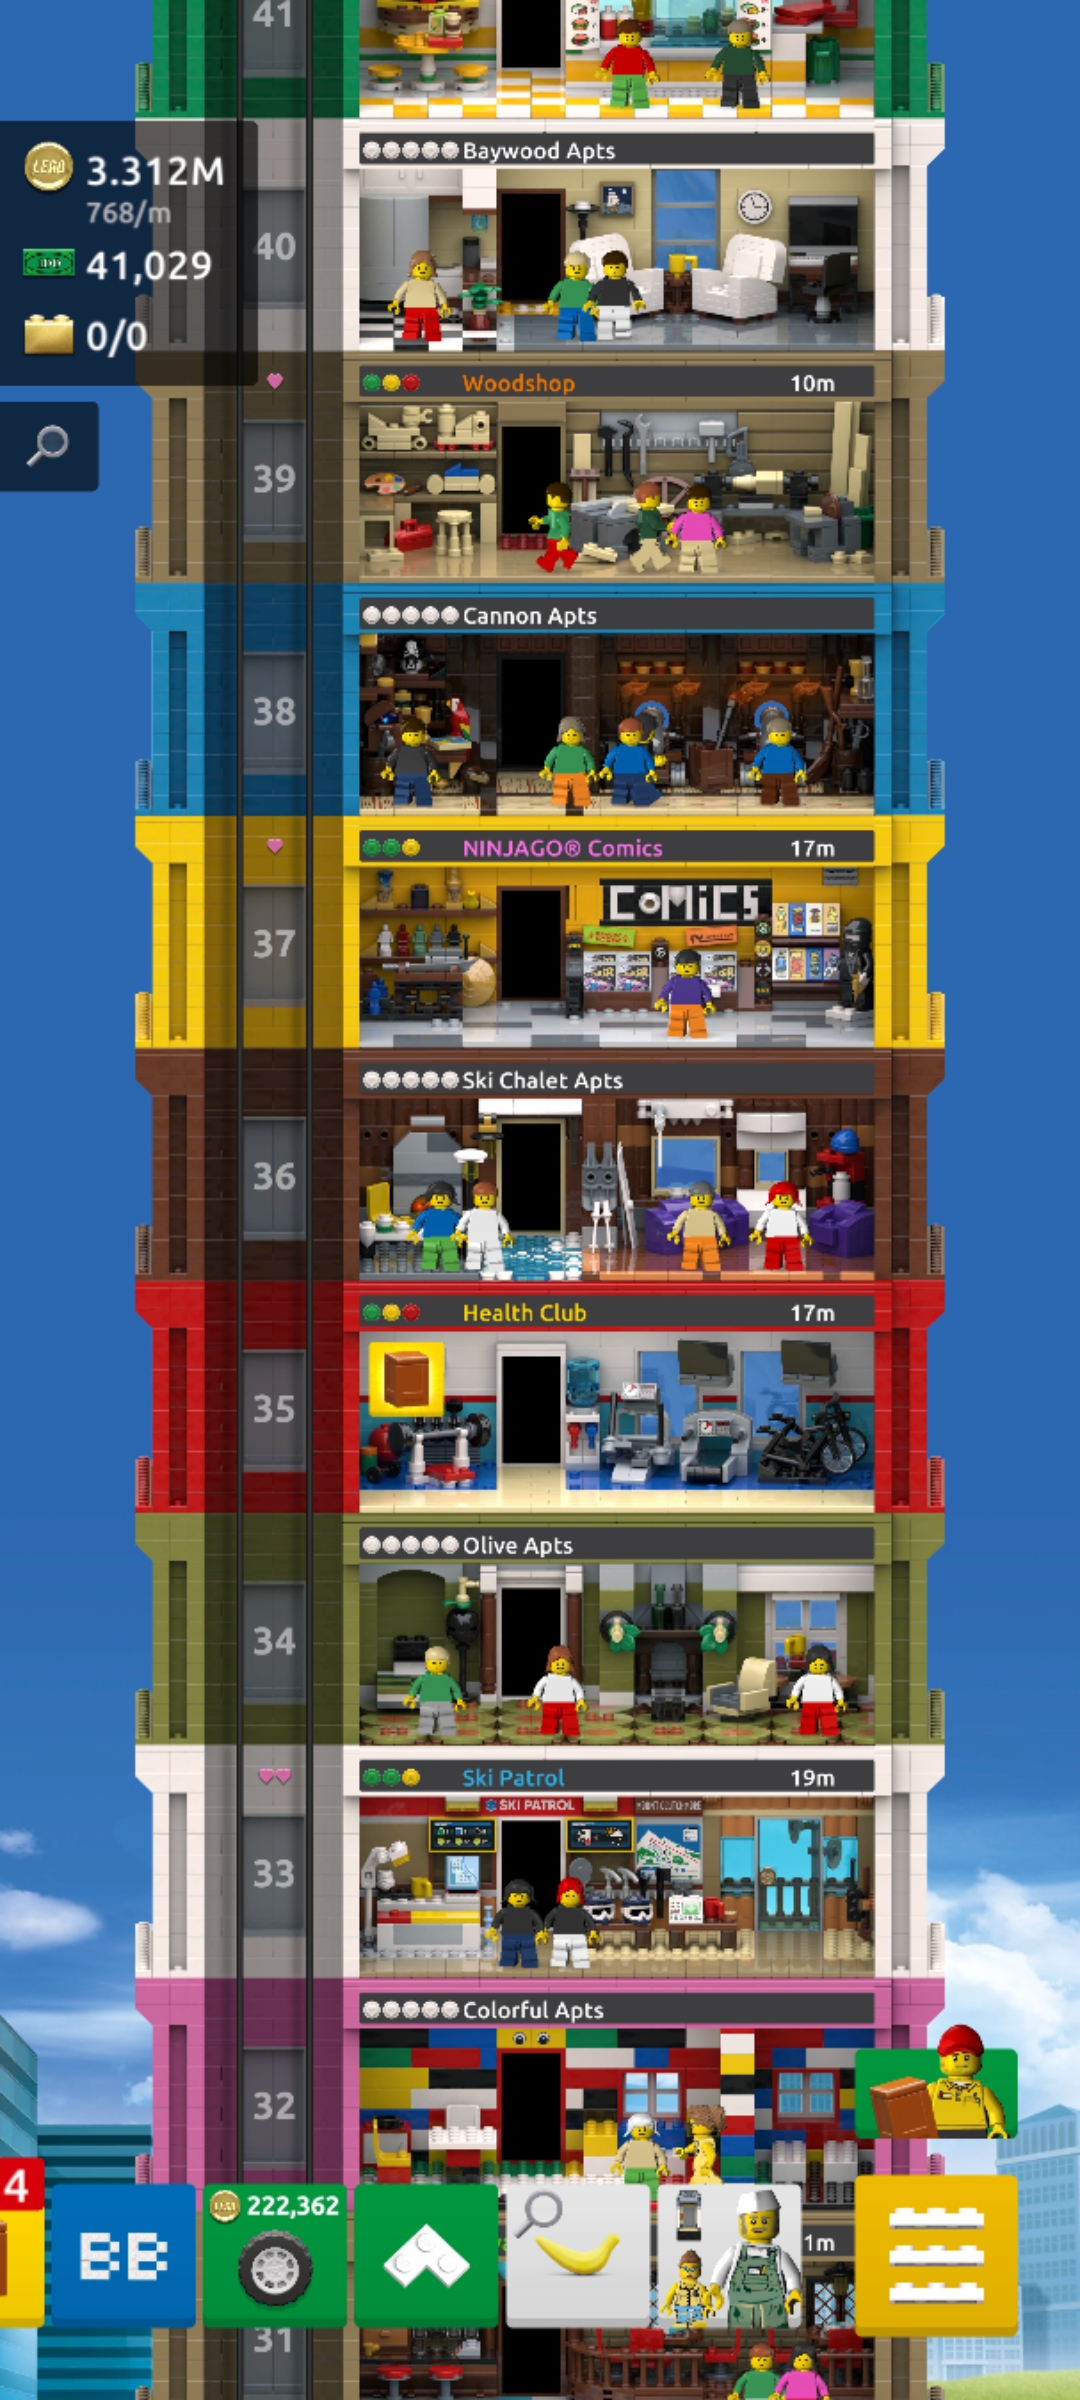 41
Baywood Apts
LEGO 3.312M
768/m
41,029
0/0
40
Woodshop 10m
39
Cannon Apts
38
NINJAGO® Comics 17m
COMICS
37
Ski Chalet Apts
36
Health Club 17m
35
Olive Apts
34
Ski Patrol 19m
SKI PATROL
33
Colorful Apts
32
4
BB
222,362
1m
31